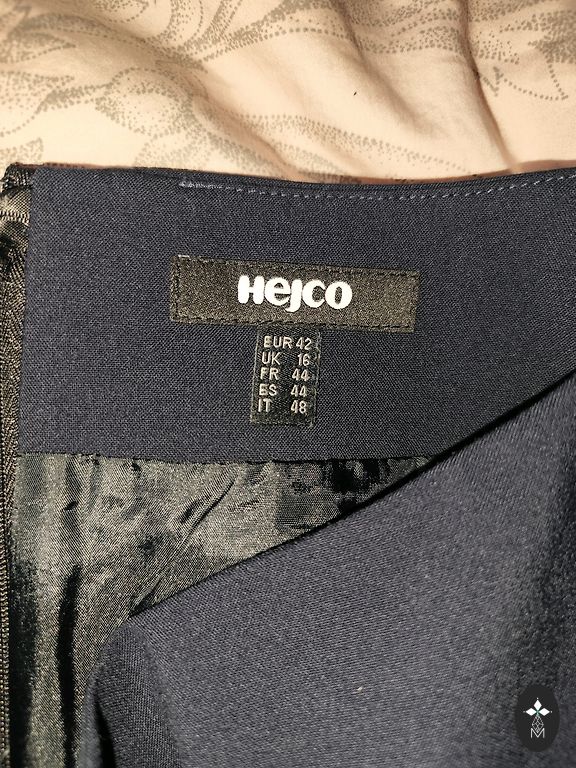 Hejco
EUR 42
UK 16
FR 44
ES 44
IT 48
M